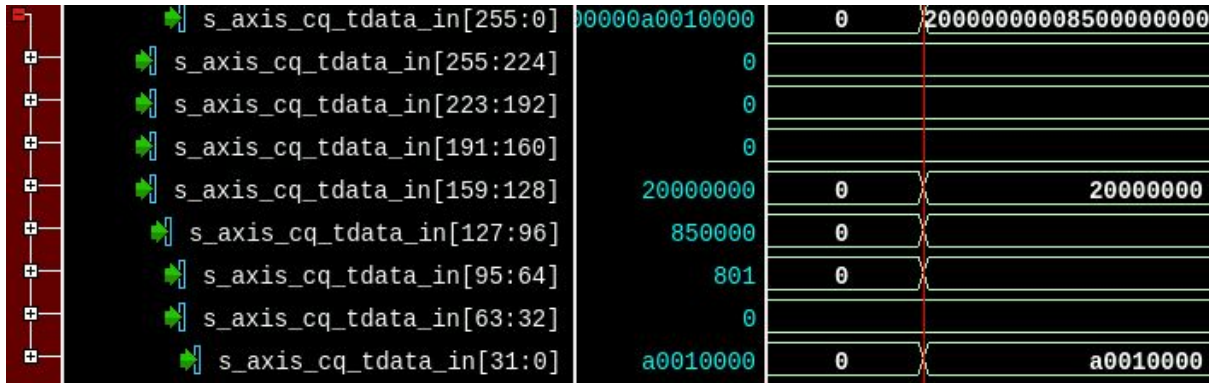 s_axis_cq_tdata_in[255:0] 00000a0010000 0 200000000085000000000
s_axis_cq_tdata_in[255:224] 0
s_axis_cq_tdata_in[223:192] 0
s_axis_cq_tdata_in[191:160] 0
s_axis_cq_tdata_in[159:128] 20000000 0 20000000
s_axis_cq_tdata_in[127:96] 850000 0
s_axis_cq_tdata_in[95:64] 801 0
s_axis_cq_tdata_in[63:32] 0
s_axis_cq_tdata_in[31:0] a0010000 0 a0010000